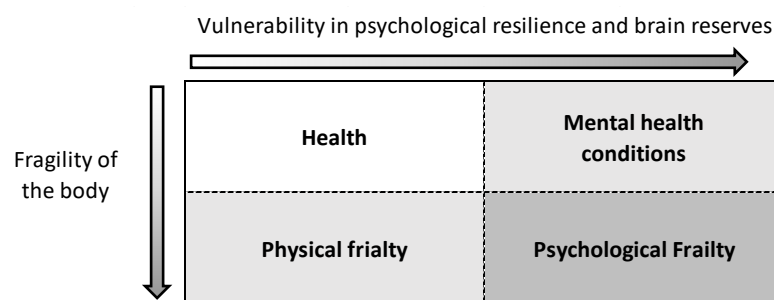 Vulnerability in psychological resilience and brain reserves
Health
Mental health
conditions
Fragility of
the body
Physical frialty
Psychological Frailty